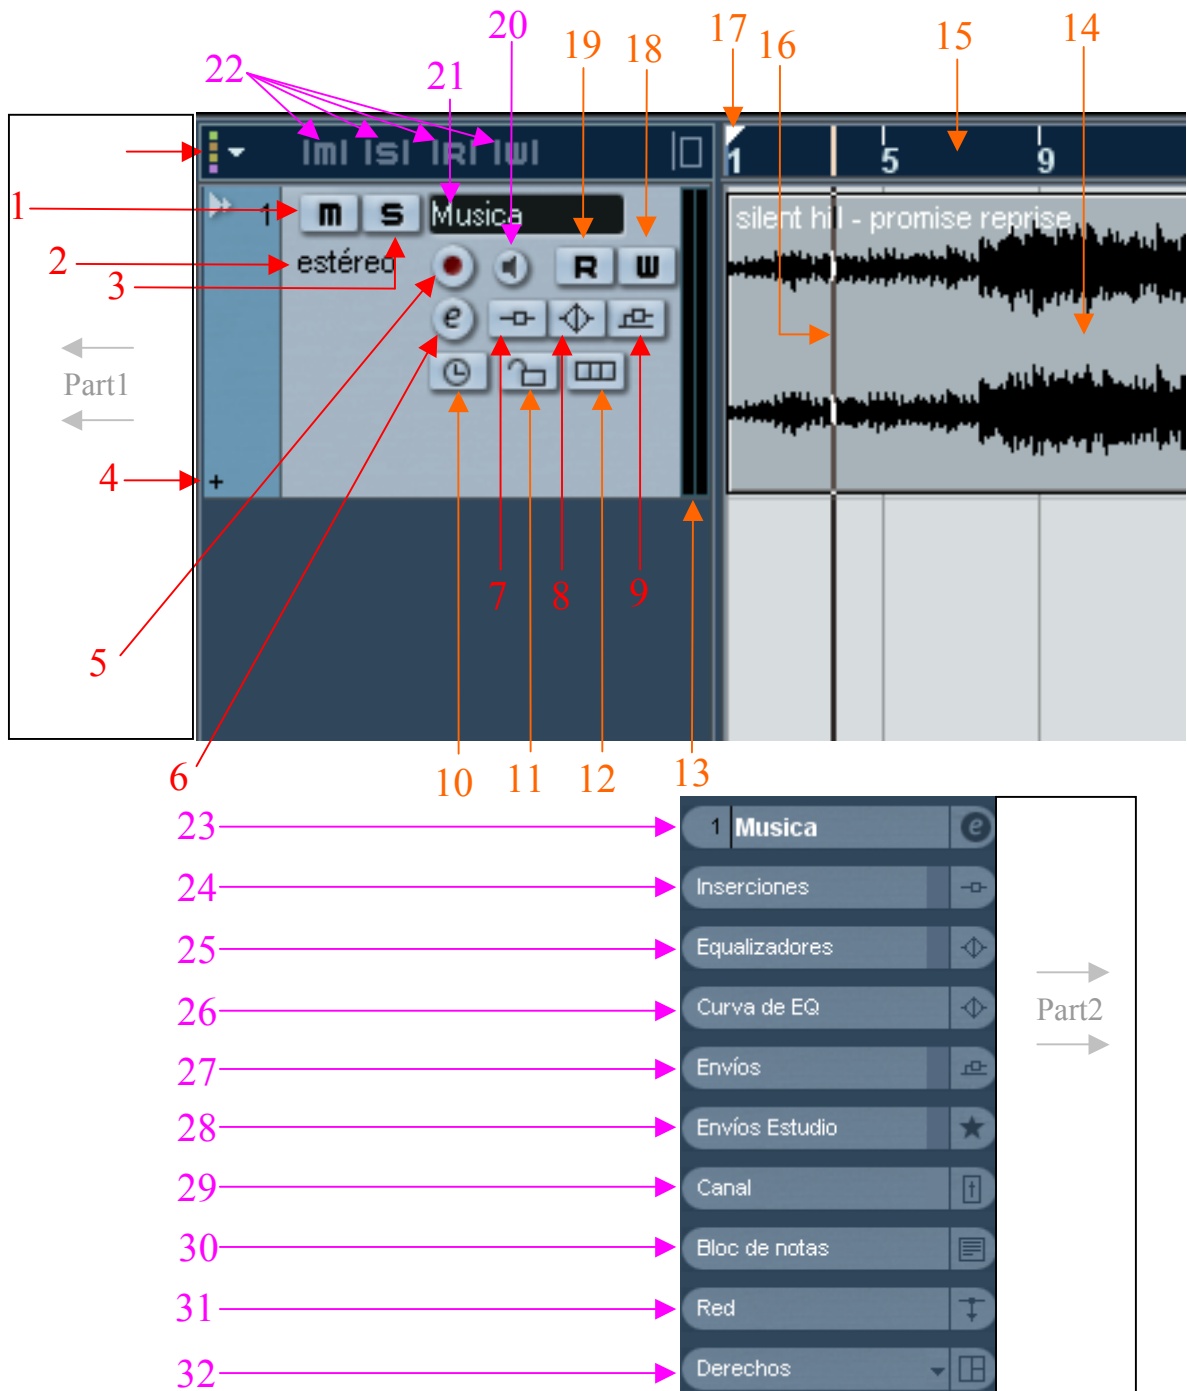 20
17
16
15
14
19
18
22
21
|m| |S| |R| |W|
1
5
9
1
1
m
S
Musica
silent hill - promise reprise
2
estéreo
3
R
W
e
Part1
4
+
7
8
9
5
6
10
11
12
13
23
1 Musica
e
24
Inserciones
25
Equalizadores
26
Curva de EQ
Part2
27
Envíos
28
Envíos Estudio
29
Canal
30
Bloc de notas
31
Red
32
Derechos